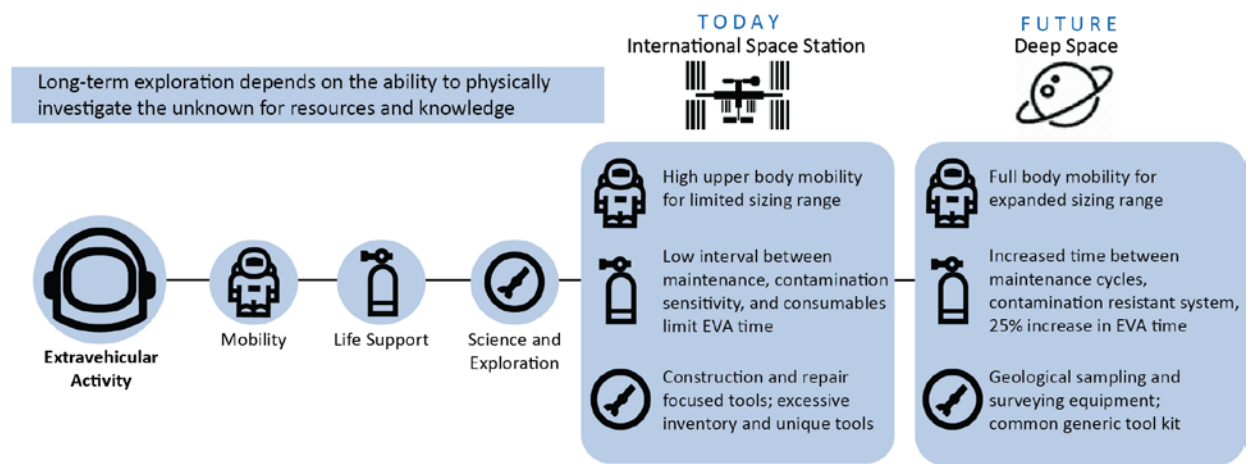 TODAY
International Space Station
FUTURE
Deep Space
Long-term exploration depends on the ability to physically
investigate the unknown for resources and knowledge
Extravehicular
Activity
Mobility
Life Support
Science and
Exploration
High upper body mobility
for limited sizing range
Low interval between
maintenance, contamination
sensitivity, and consumables
limit EVA time
Construction and repair
focused tools; excessive
inventory and unique tools
Full body mobility for
expanded sizing range
Increased time between
maintenance cycles,
contamination resistant system,
25% increase in EVA time
Geological sampling and
surveying equipment;
common generic tool kit